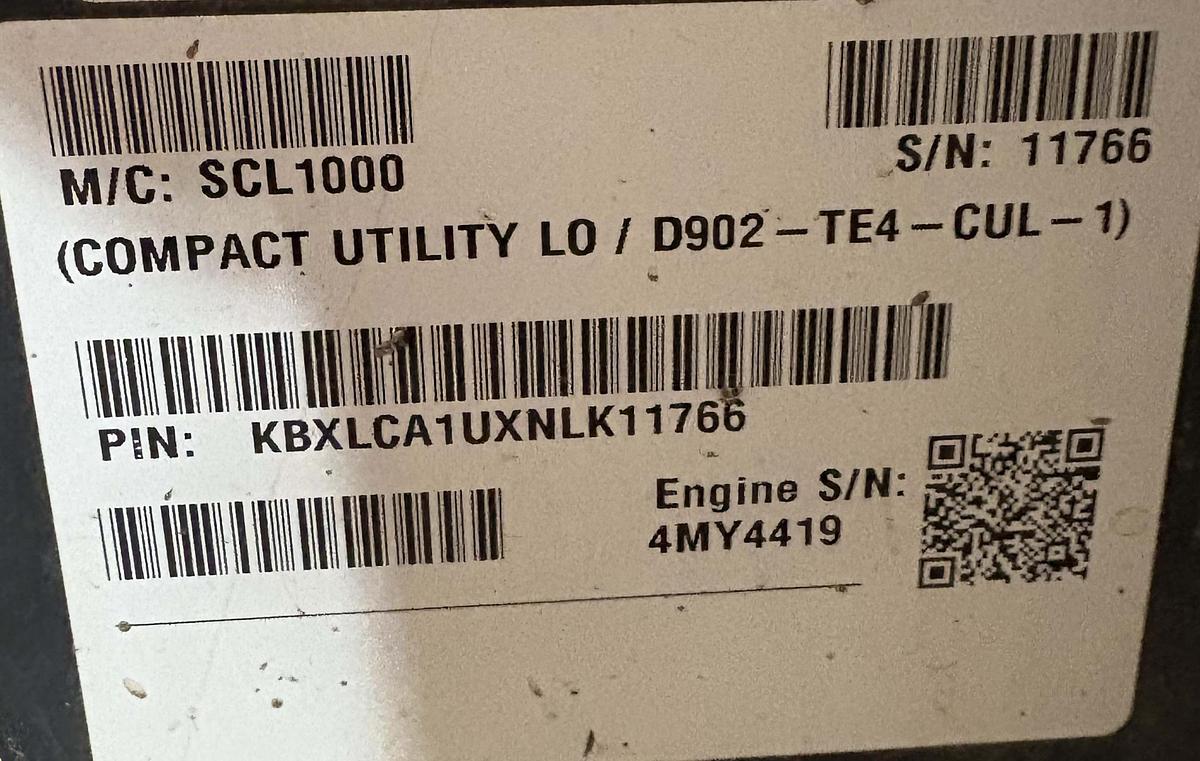 M/C: SCL1000
S/N: 11766
(COMPACT UTILITY LO / D902-TE4-CUL-1)
PIN: KBXLCA1UXNLK11766
Engine S/N:
4MY4419